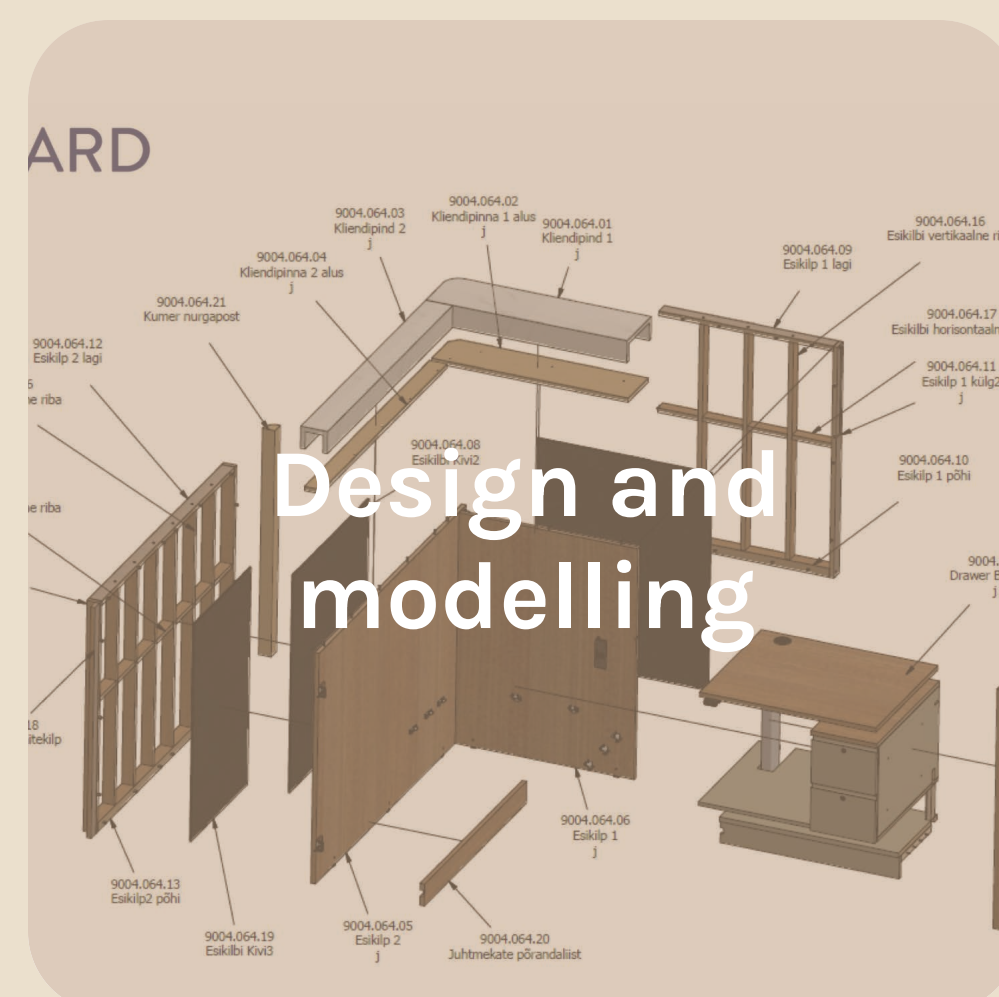 ARD
9004.064.02
Kliendipinna 1 alus
j
9004.064.03
Kliendipind 2
j
9004.064.01
Kliendipind 1
j
9004.064.16
Esikilbi vertikaalne
9004.064.09
Esikilp 1 lagi
9004.064.04
Kliendipinna 2 alus
j
9004.064.21
Kumer nurgapost
9004.064.17
Esikilbi
9004.064.12
Esikilp 2 lagi
9004.064.11
Esikilp 1 külg2
j
riba
9004.064.08
Esikilbi Kivi2
9004.064.10
Esikilp 1 põhi
Design and
modelling
riba
9004.
Drawer
j
18
itekilp
9004.064.06
Esikilp 1
j
9004.064.13
Esikilp2 põhi
9004.064.05
Esikilp 2
j
9004.064.19
Esikilbi Kivi3
9004.064.20
Juhtmekate põrandaliist